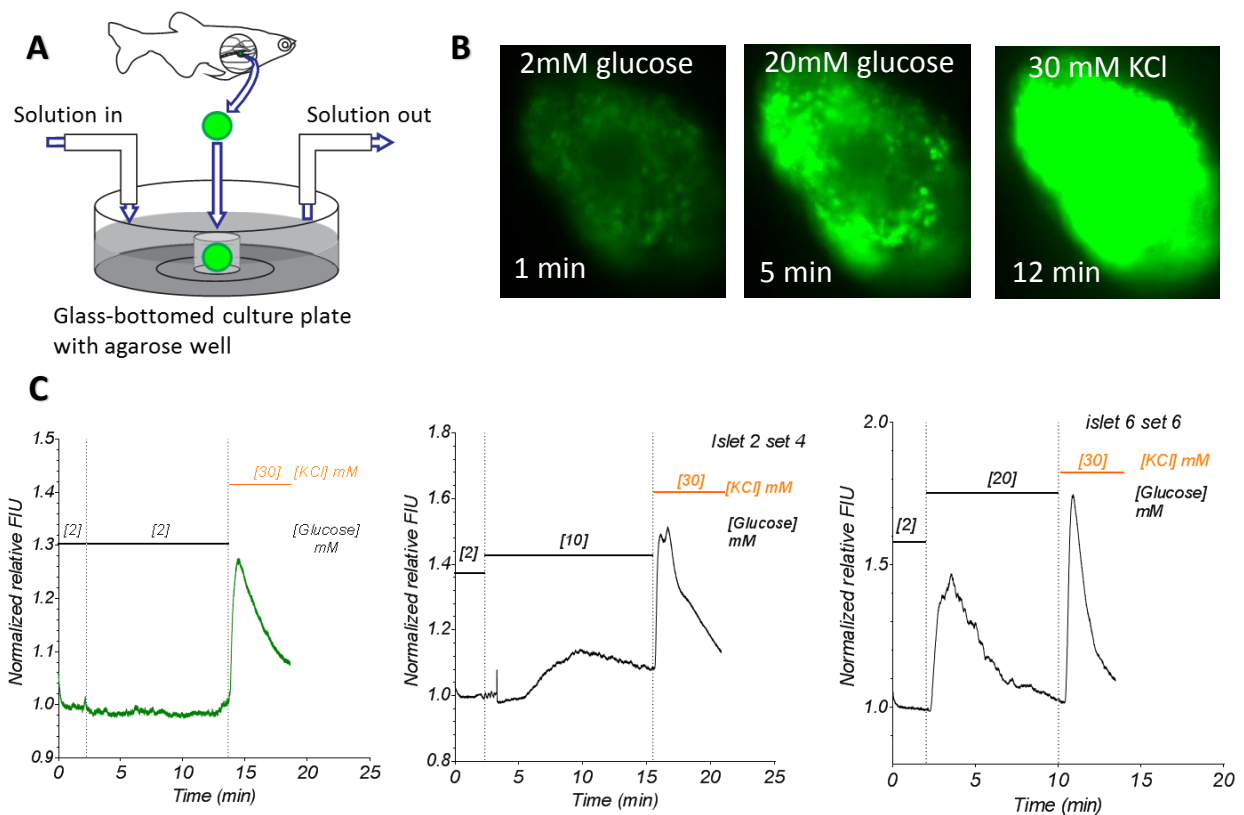 A
Solution in
Solution out
Glass-bottomed culture plate
with agarose well
B
2mM glucose
1 min
20mM glucose
5 min
30 mM KCl
12 min
C
Normalized relative FIU
1.5
1.4
1.3
1.2
1.1
1.0
0.9
[30] [KCl] mM
[2]
[2]
[Glucose]
mM
0 5 10 15 20 25
Time (min)
Normalized relative FIU
1.8
1.6
1.4
1.2
1.0
0.8
Islet 2 set 4
[30]
[KCl] mM
[2]
[10]
[Glucose]
mM
0 5 10 15 20 25
Time (min)
Normalized relative FIU
2.0
1.5
1.0
islet 6 set 6
[30]
[KCl] mM
[20]
[Glucose]
mM
[2]
0 5 10 15 20
Time (min)